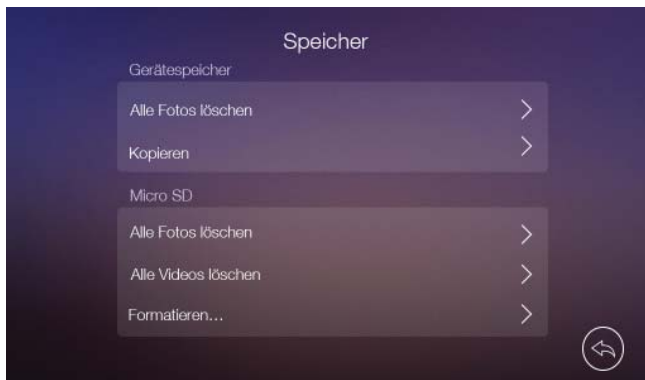 Speicher
Gerätespeicher
Alle Fotos löschen
Kopieren
Micro SD
Alle Fotos löschen
Alle Videos löschen
Formatieren...